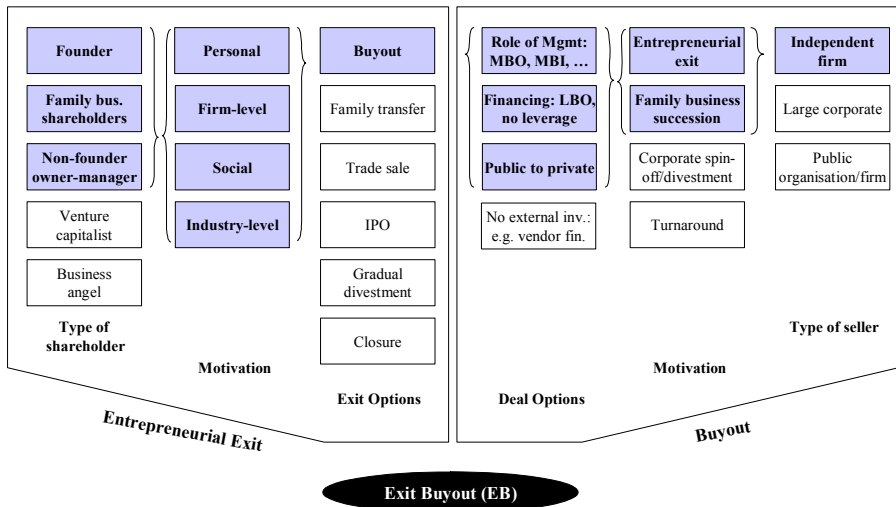 Founder
Family bus.
shareholders
Non-founder
owner-manager
Venture
capitalist
Business
angel
Type of
shareholder
Personal
Firm-level
Social
Industry-level
Motivation
Buyout
Family transfer
Trade sale
IPO
Gradual
divestment
Closure
Exit Options
Entrepreneurial Exit
Role of Mgmt:
MBO, MBI, …
Financing: LBO,
no leverage
Public to private
No external inv.:
e.g. vendor fin.
Deal Options
Entrepreneurial
exit
Family business
succession
Corporate spin-
off/divestment
Turnaround
Motivation
Independent
firm
Large corporate
Public
organisation/firm
Type of seller
Buyout
Exit Buyout (EB)